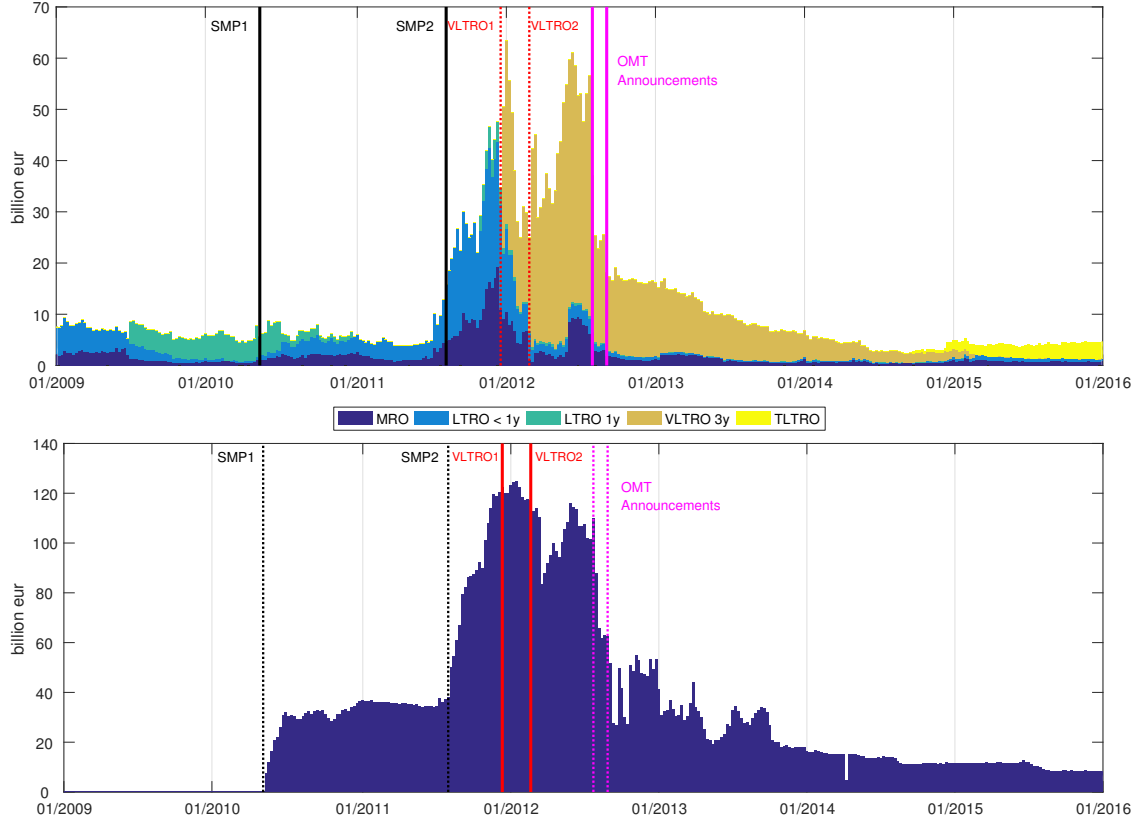 70
60
50
40
30
20
10
0
billion eur
SMP1
SMP2
VLTRO1
VLTRO2
OMT
Announcements
01/2009
01/2010
01/2011
01/2012
01/2013
01/2014
01/2015
01/2016
MRO
LTRO < 1y
LTRO 1y
VLTRO 3y
TLTRO
140
120
100
80
60
40
20
0
billion eur
SMP1
SMP2
VLTRO1
VLTRO2
OMT
Announcements
01/2009
01/2010
01/2011
01/2012
01/2013
01/2014
01/2015
01/2016